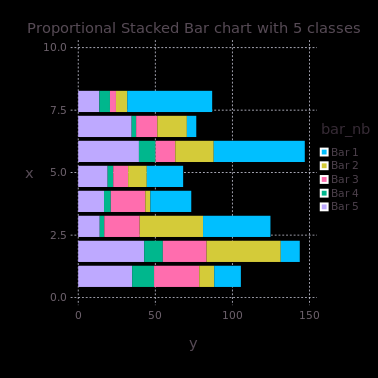 Proportional Stacked Bar chart with 5 classes
10.0
7.5
5.0
2.5
0.0
x
0
50
100
150
y
bar_nb
Bar 1
Bar 2
Bar 3
Bar 4
Bar 5